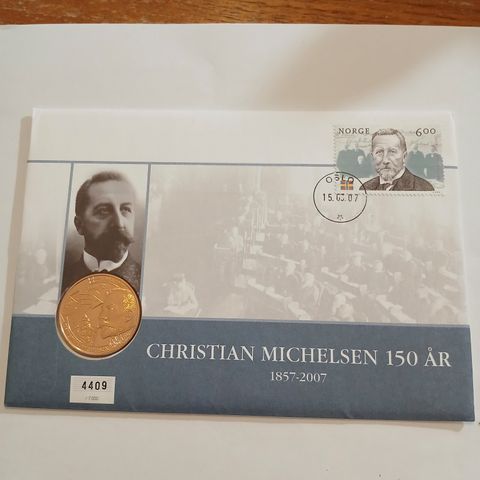 NORGE 6.00
OSLO
15.03.07
CHRISTIAN MICHELSEN 150 ÅR
1857-2007
4409